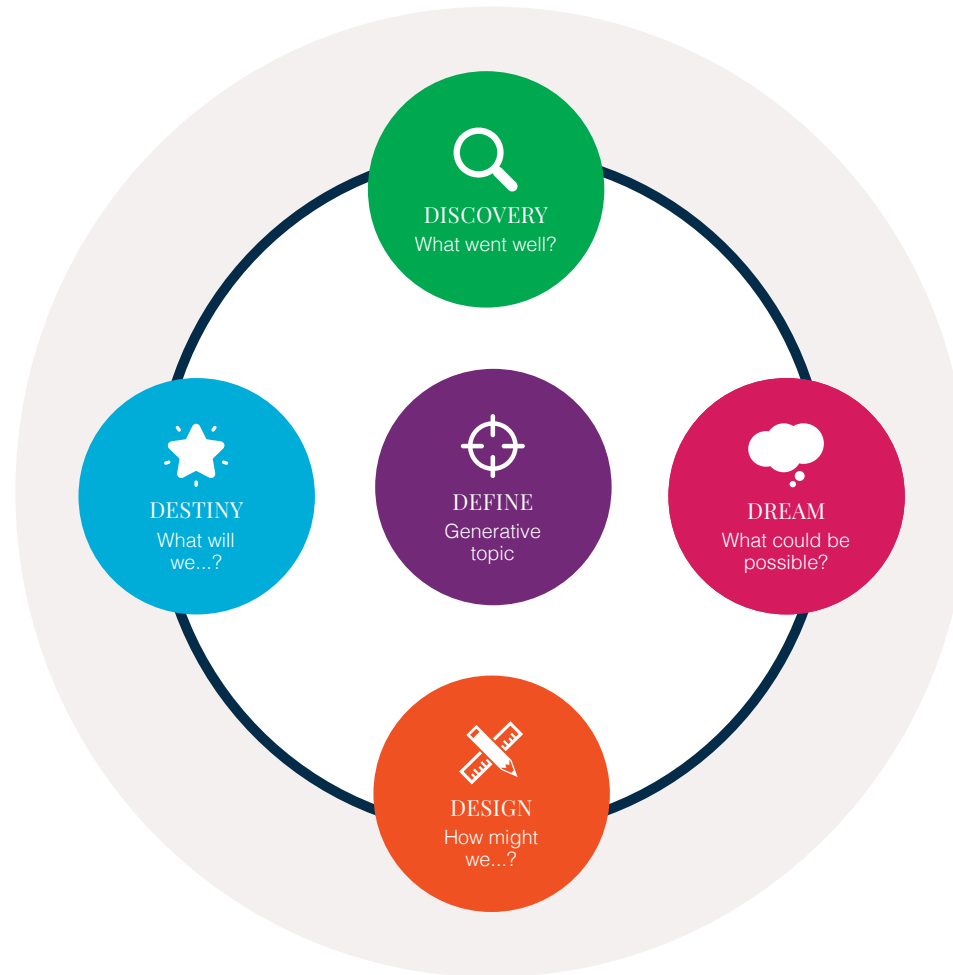 DISCOVERY
What went well?
DESTINY
What will
we...?
DEFINE
Generative
topic
DREAM
What could be
possible?
DESIGN
How might
we...?